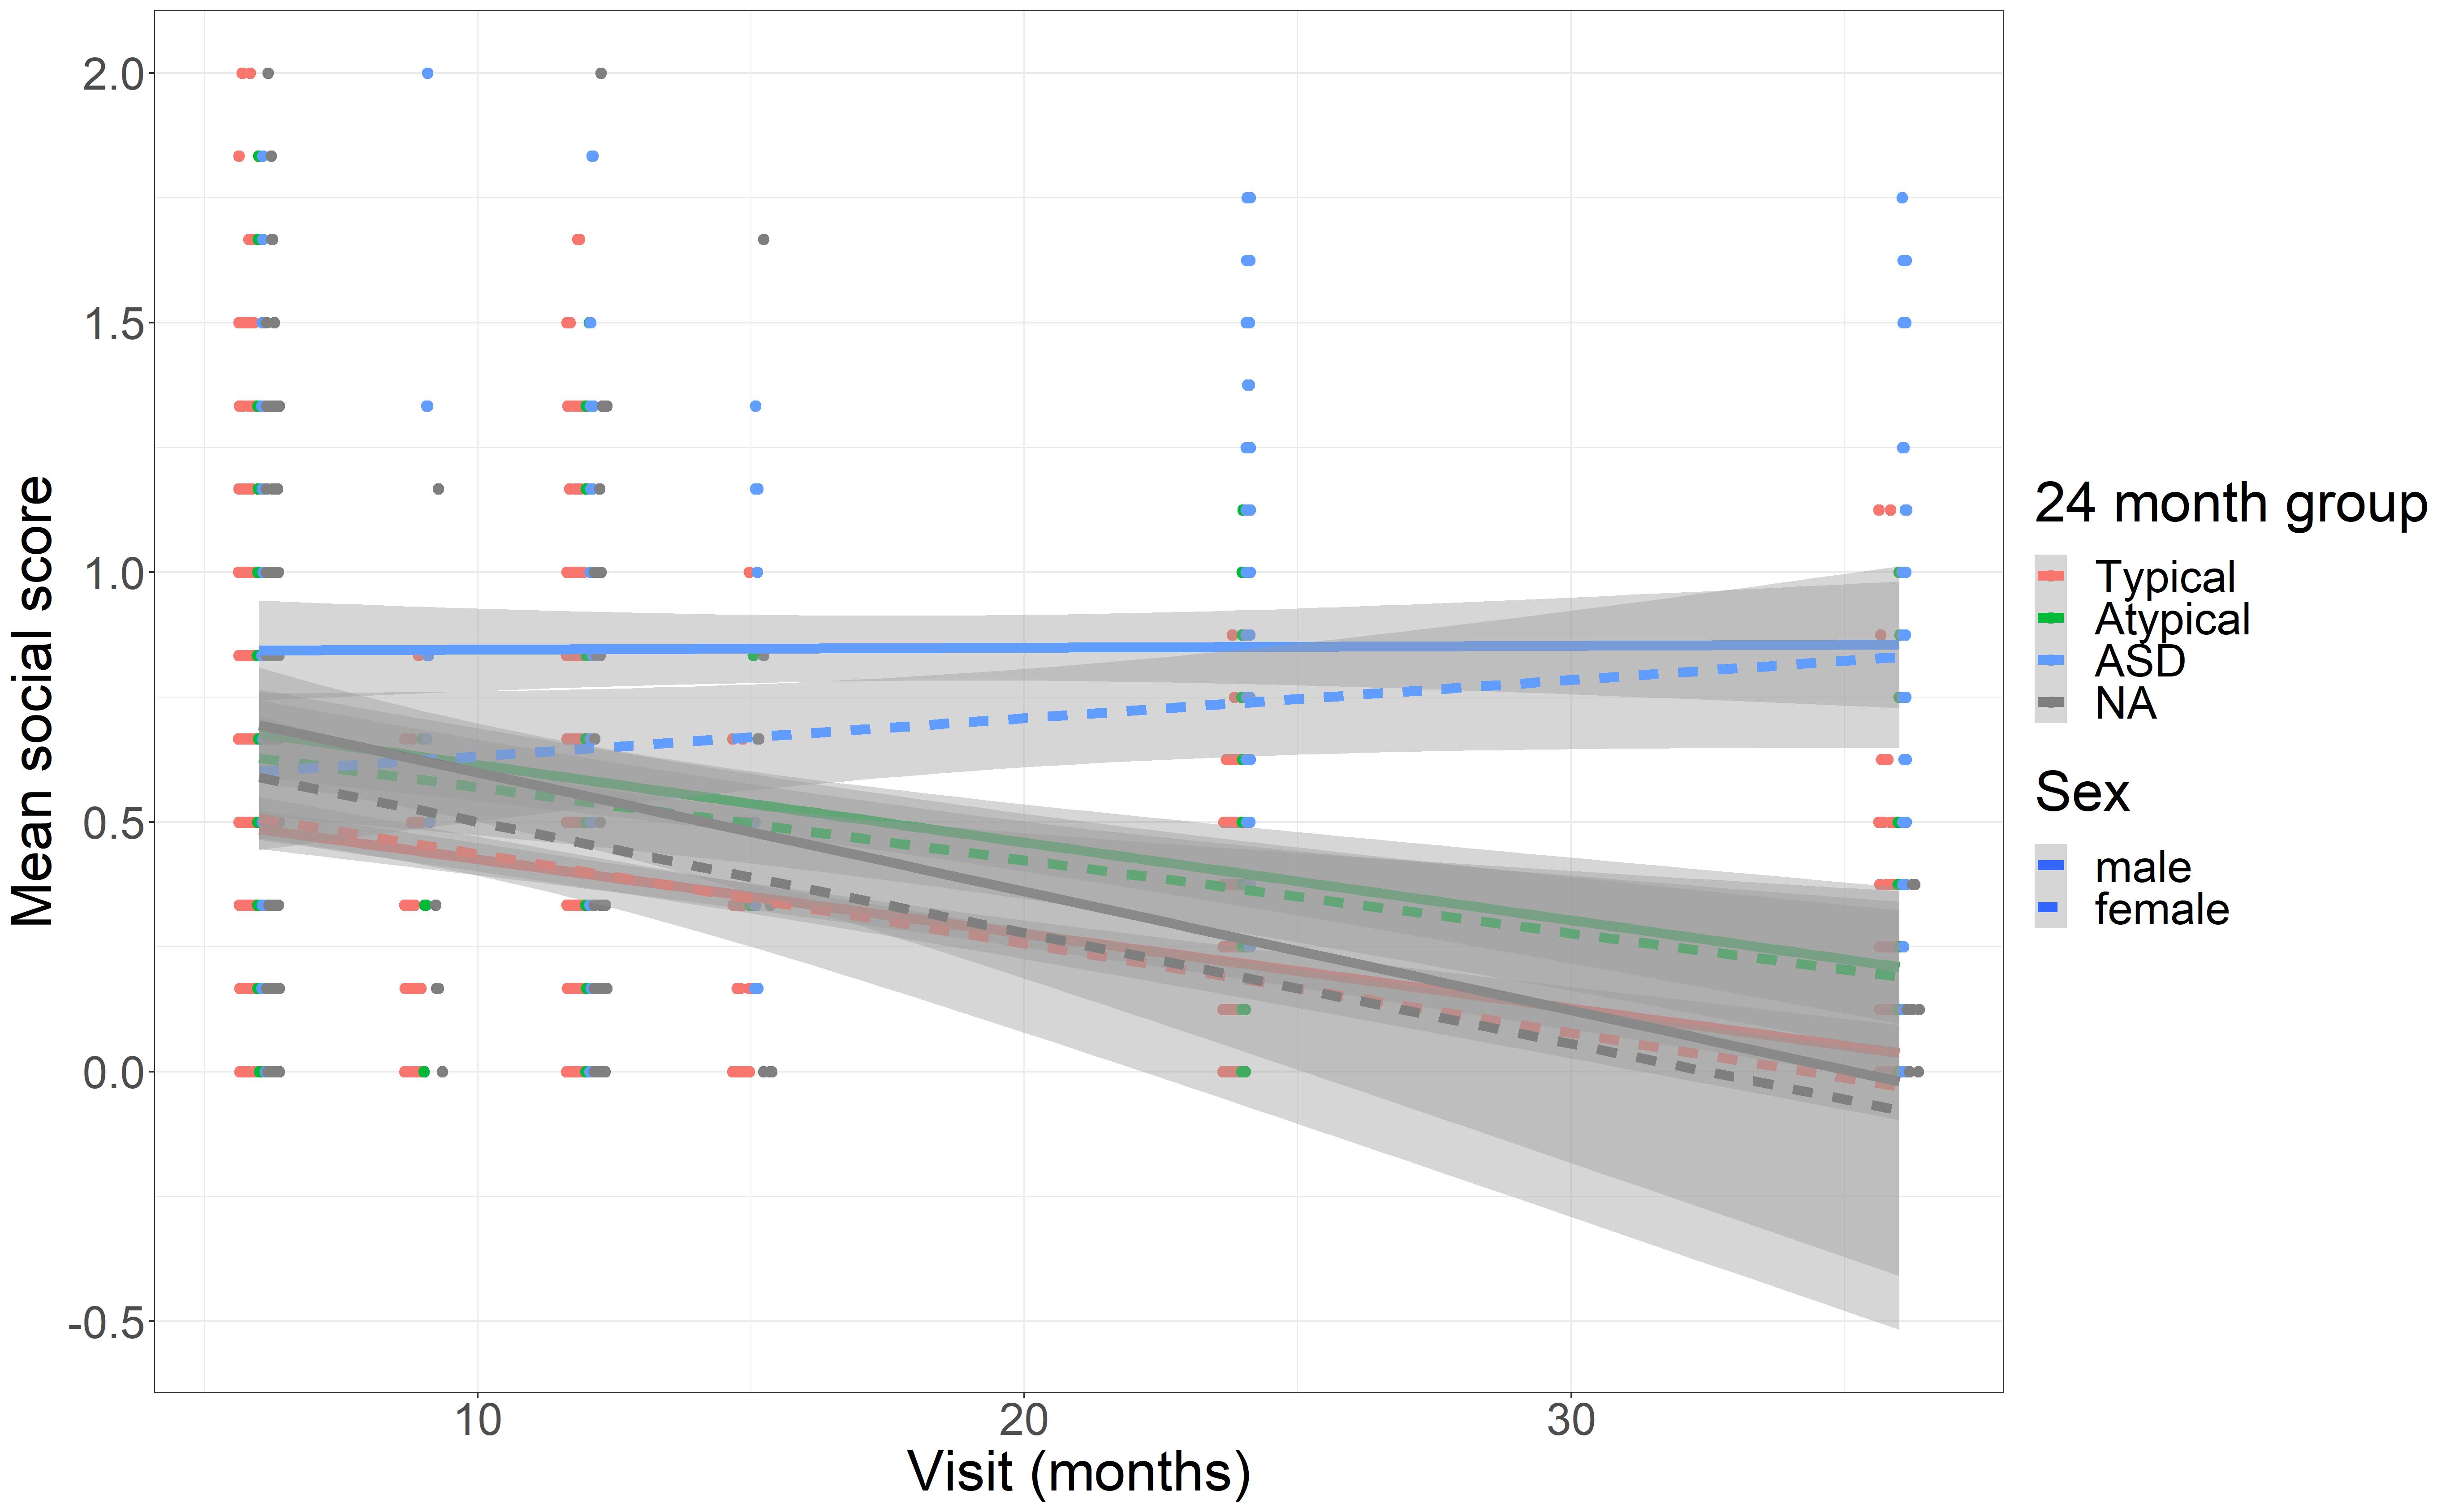 2.0
1.5
1.0
0.5
0.0
-0.5
Mean social score
10
20
30
Visit (months)
24 month group
Typical
Atypical
ASD
NA
Sex
male
female